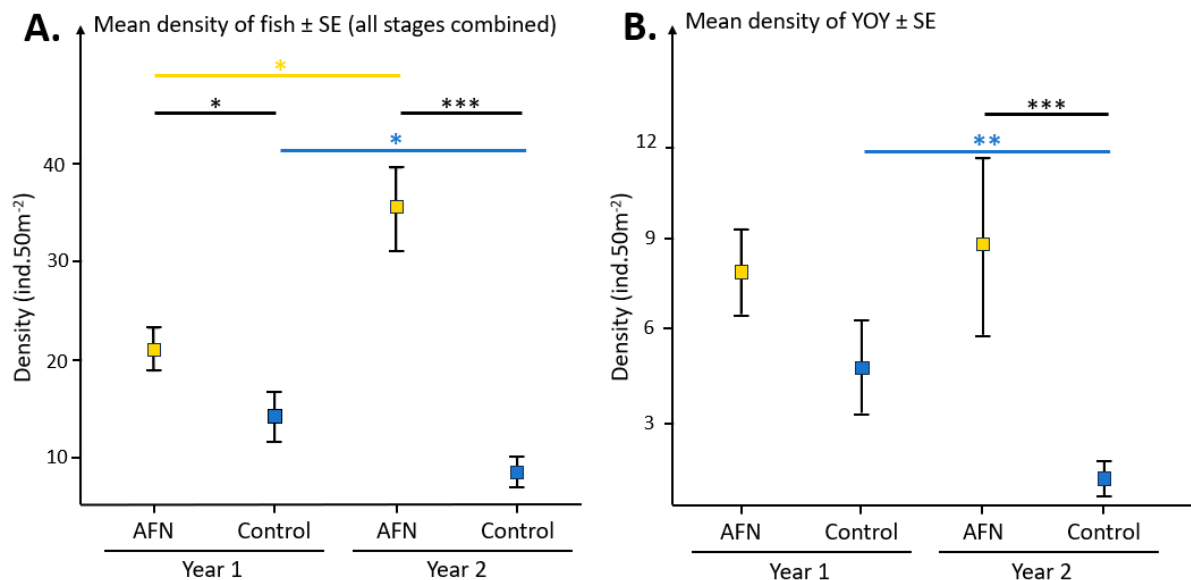 A.
Mean density of fish ± SE (all stages combined)
*
*
***
*
40
30
20
10
Density (ind.50m⁻²)
AFN
Control
AFN
Control
Year 1
Year 2
B.
Mean density of YOY ± SE
***
**
12
9
6
3
Density (ind.50m⁻²)
AFN
Control
AFN
Control
Year 1
Year 2